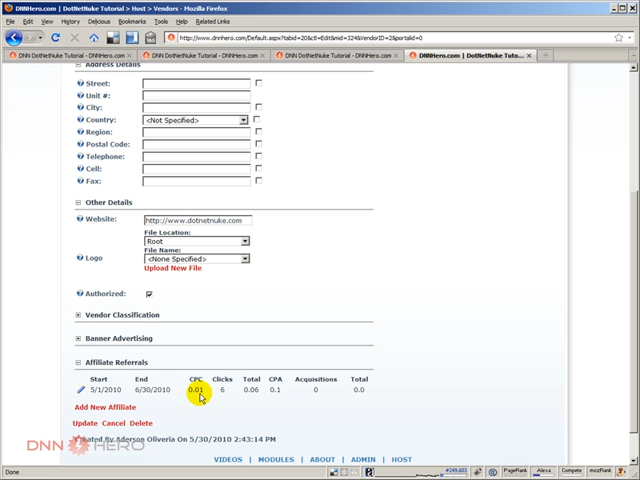 DotNetNuke Tutorial > Host > Vendors - Mozilla Firefox
File Edit View History Delicious Bookmarks Tools Help
Related Links
http://www.dnnhero.com/Default.aspx?tabid=20&ctl=Edit&mid=324&VendorID=2&portalid=0
DNN DotNetNuke Tutorial - DNNHero.com
DNN DotNetNuke Tutorial - DNNHero.com
DotNetNuke Tutorial - DNNHero.com
DNNHero.com | DotNetNuke Tuto...
Address Details
Street:
Unit #:
City:
Country: <Not Specified>
Region:
Postal Code:
Telephone:
Cell:
Fax:
Other Details
Website: http://www.dotnetnuke.com
File Location:
Root
File Name:
Logo <None Specified>
Upload New File
Authorized:
Vendor Classification
Banner Advertising
Affiliate Referrals
Start End CPC Clicks Total CPA Acquisitions Total
5/1/2010 6/30/2010 0.01 6 0.06 0.1 0 0.0
Add New Affiliate
Update Cancel Delete
Created By Aderson Oliveria On 5/30/2010 2:43:14 PM
DNN HERO
VIDEOS | MODULES | ABOUT | ADMIN | HOST
Done
$249,603
PageRank
Alexa
Compete
mozRank